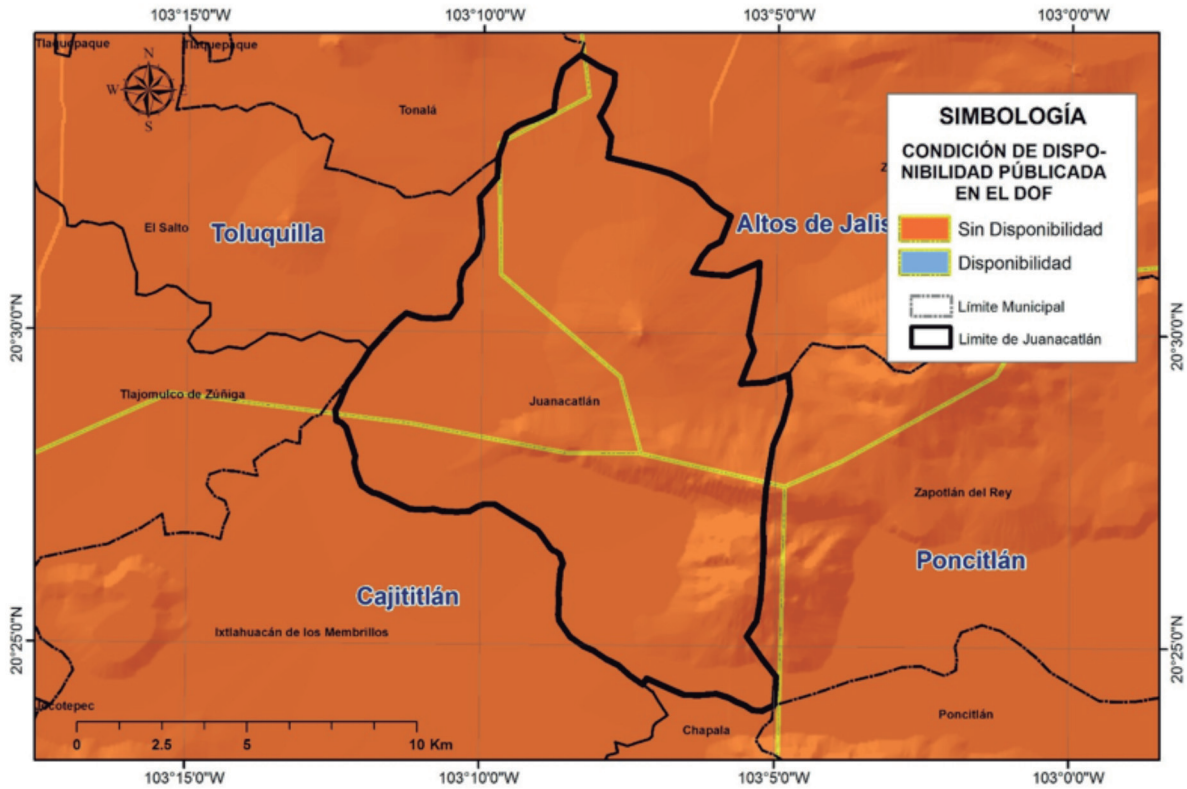 103°15'0"W
103°10'0"W
103°5'0"W
103°0'0"W
Tlaquepaque
Tlaquepaque
N
W
E
S
Tonalá
SIMBOLOGÍA
CONDICIÓN DE DISPO-
NIBILIDAD PÚBLICADA
EN EL DOF
Sin Disponibilidad
Disponibilidad
Límite Municipal
Limite de Juanacatlán
Z
El Salto
Toluquilla
Altos de Jalis
20°30'0"N
20°30'0"N
Tlajomulco de Zúñiga
Juanacatlán
Zapotlán del Rey
Poncitlán
Cajititlán
Ixtlahuacán de los Membrillos
20°25'0"N
20°25'0"N
Poncitlán
Chapala
0
2.5
5
10 Km
103°15'0"W
103°10'0"W
103°5'0"W
103°0'0"W